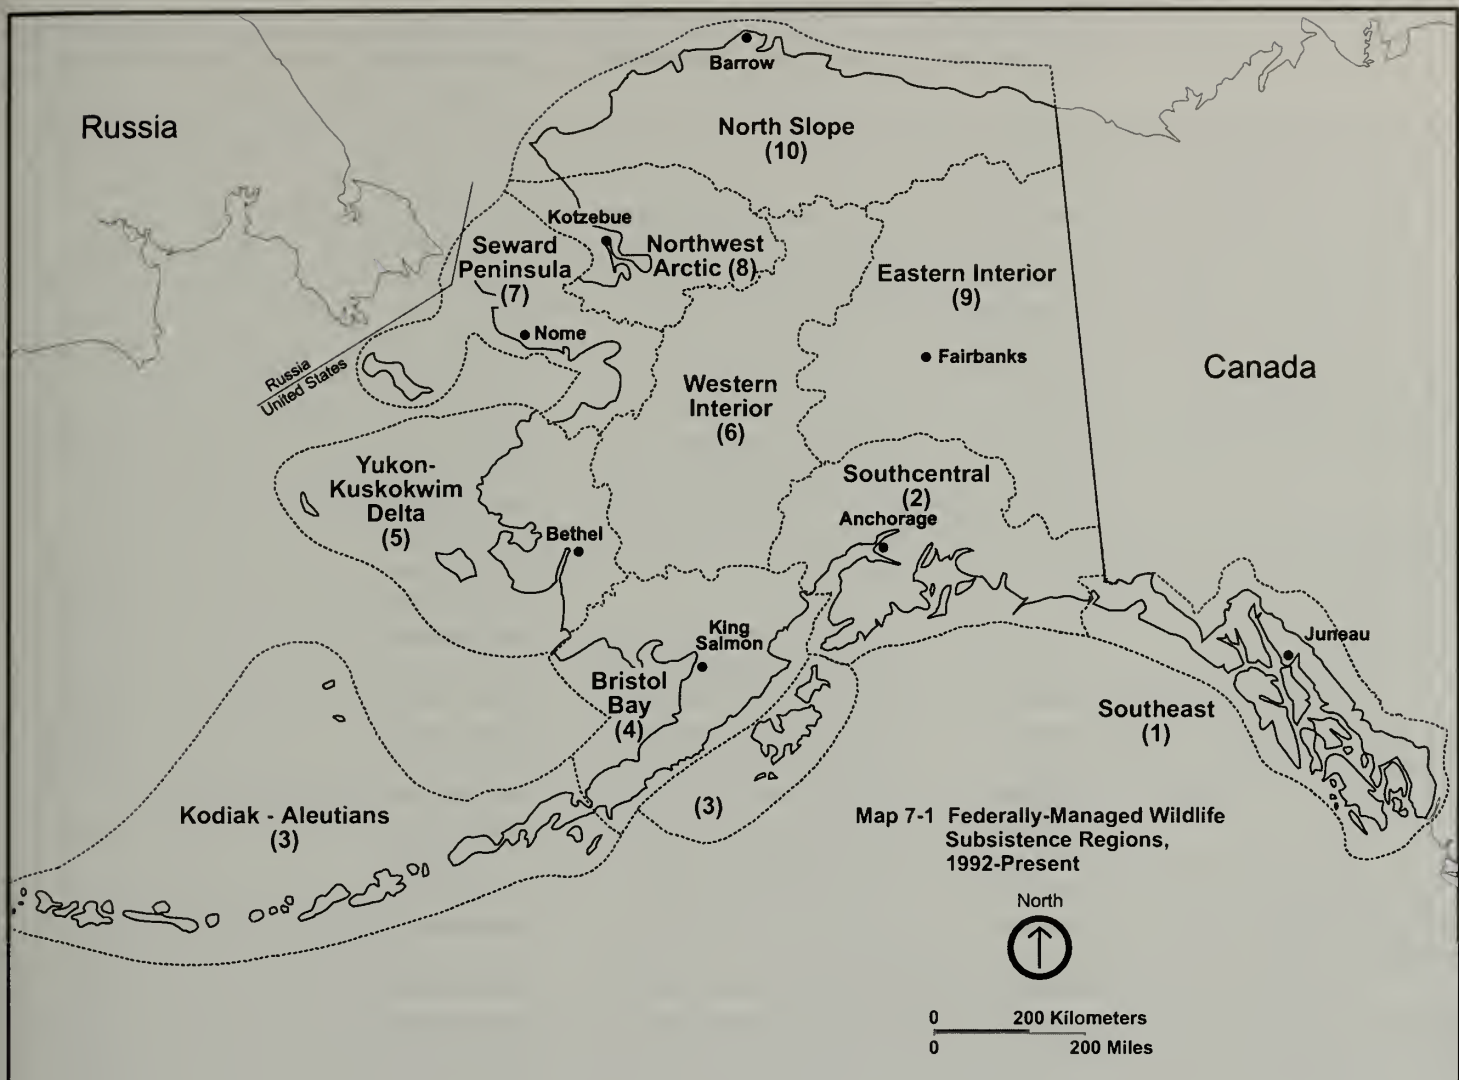 Barrow
Russia
North Slope
(10)
Kotzebue
Seward
Peninsula
(7)
Northwest
Arctic (8)
Eastern Interior
(9)
Nome
Fairbanks
Russia
United States
Canada
Western
Interior
(6)
Yukon-
Kuskokwim
Delta
(5)
Southcentral
(2)
Anchorage
Bethel
King
Salmon
Juneau
Bristol
Bay
(4)
Southeast
(1)
Kodiak - Aleutians
(3)
(3)
Map 7-1 Federally-Managed Wildlife
Subsistence Regions,
1992-Present
North
0 200 Kilometers
0 200 Miles